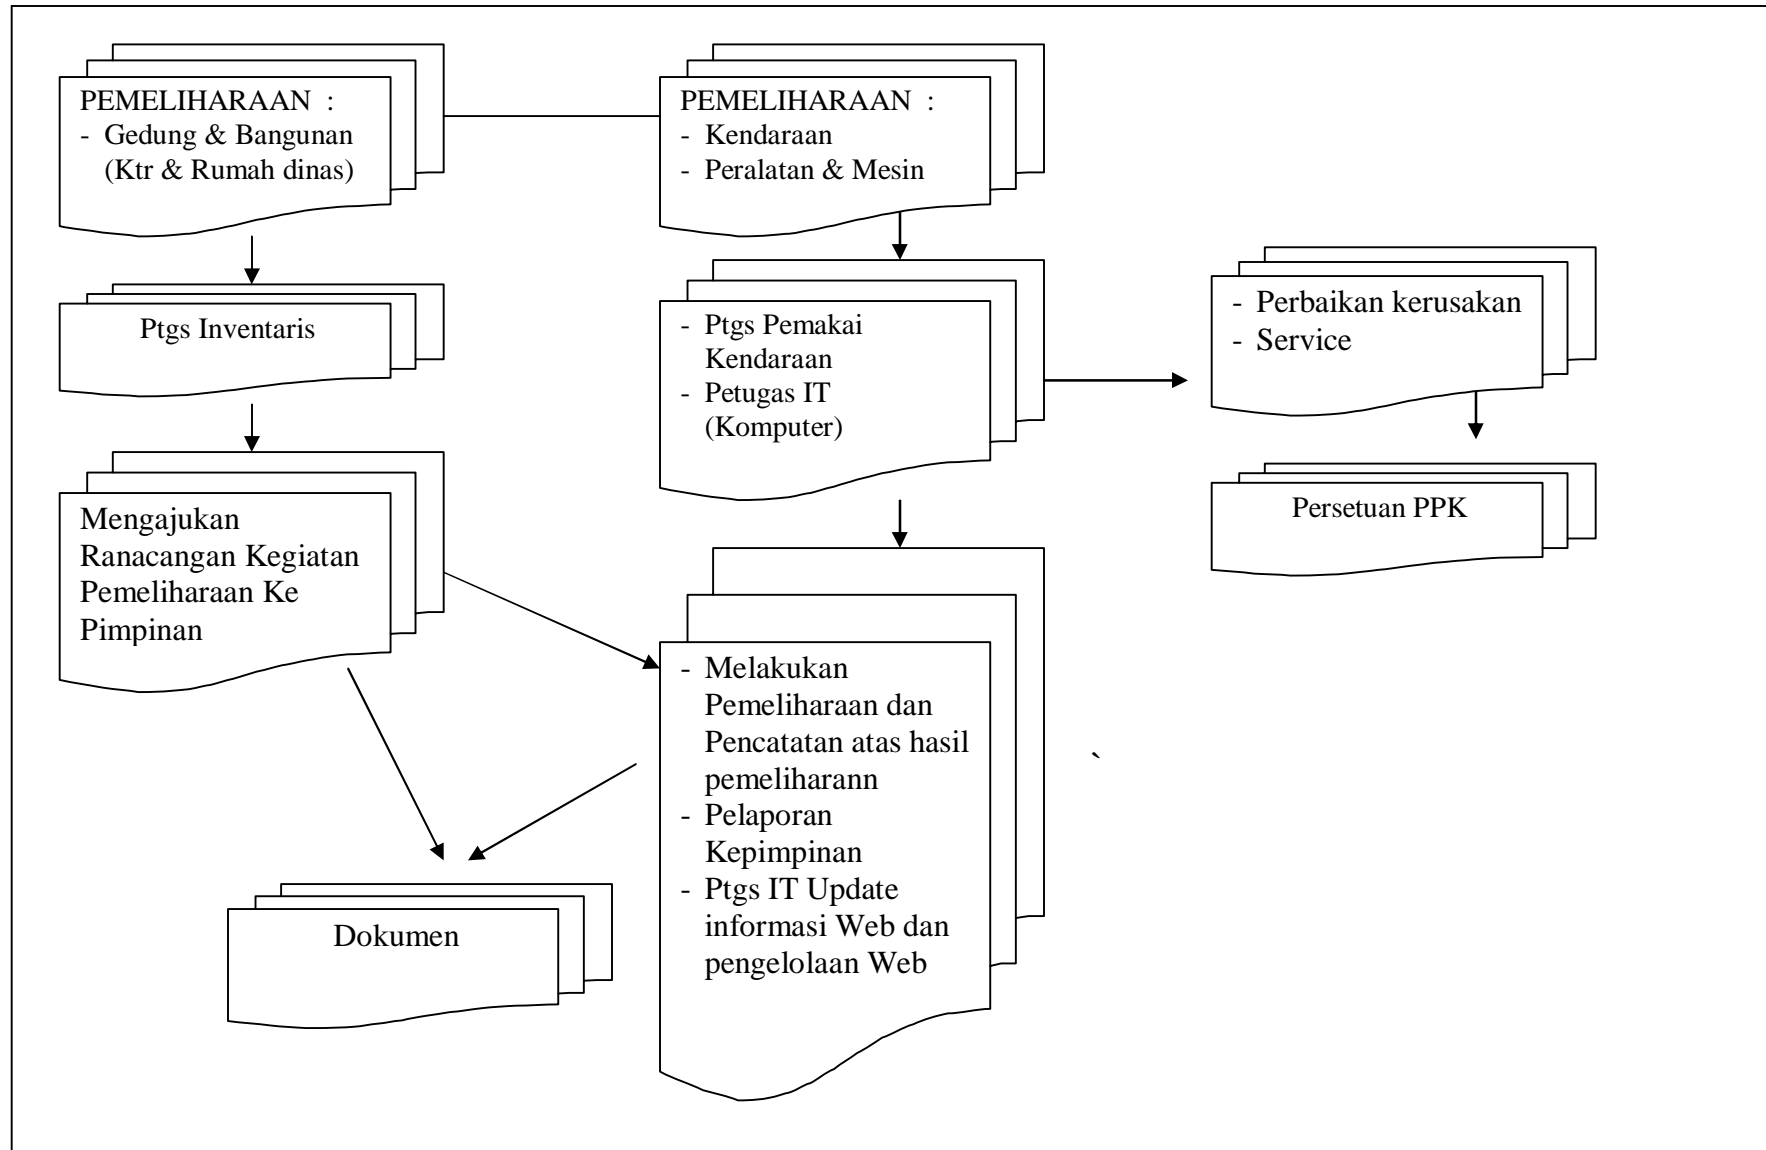 PEMELIHARAAN  :
- Gedung & Bangunan
(Ktr & Rumah dinas)
PEMELIHARAAN  :
- Kendaraan
- Peralatan & Mesin
Ptgs Inventaris
- Ptgs Pemakai
Kendaraan
- Petugas IT
(Komputer)
- Perbaikan kerusakan
- Service
Persetuan PPK
Mengajukan
Ranacangan Kegiatan
Pemeliharaan Ke
Pimpinan
- Melakukan
Pemeliharaan dan
Pencatatan atas hasil
pemeliharann
- Pelaporan
Kepimpinan
- Ptgs IT Update
informasi Web dan
pengelolaan Web
`
Dokumen